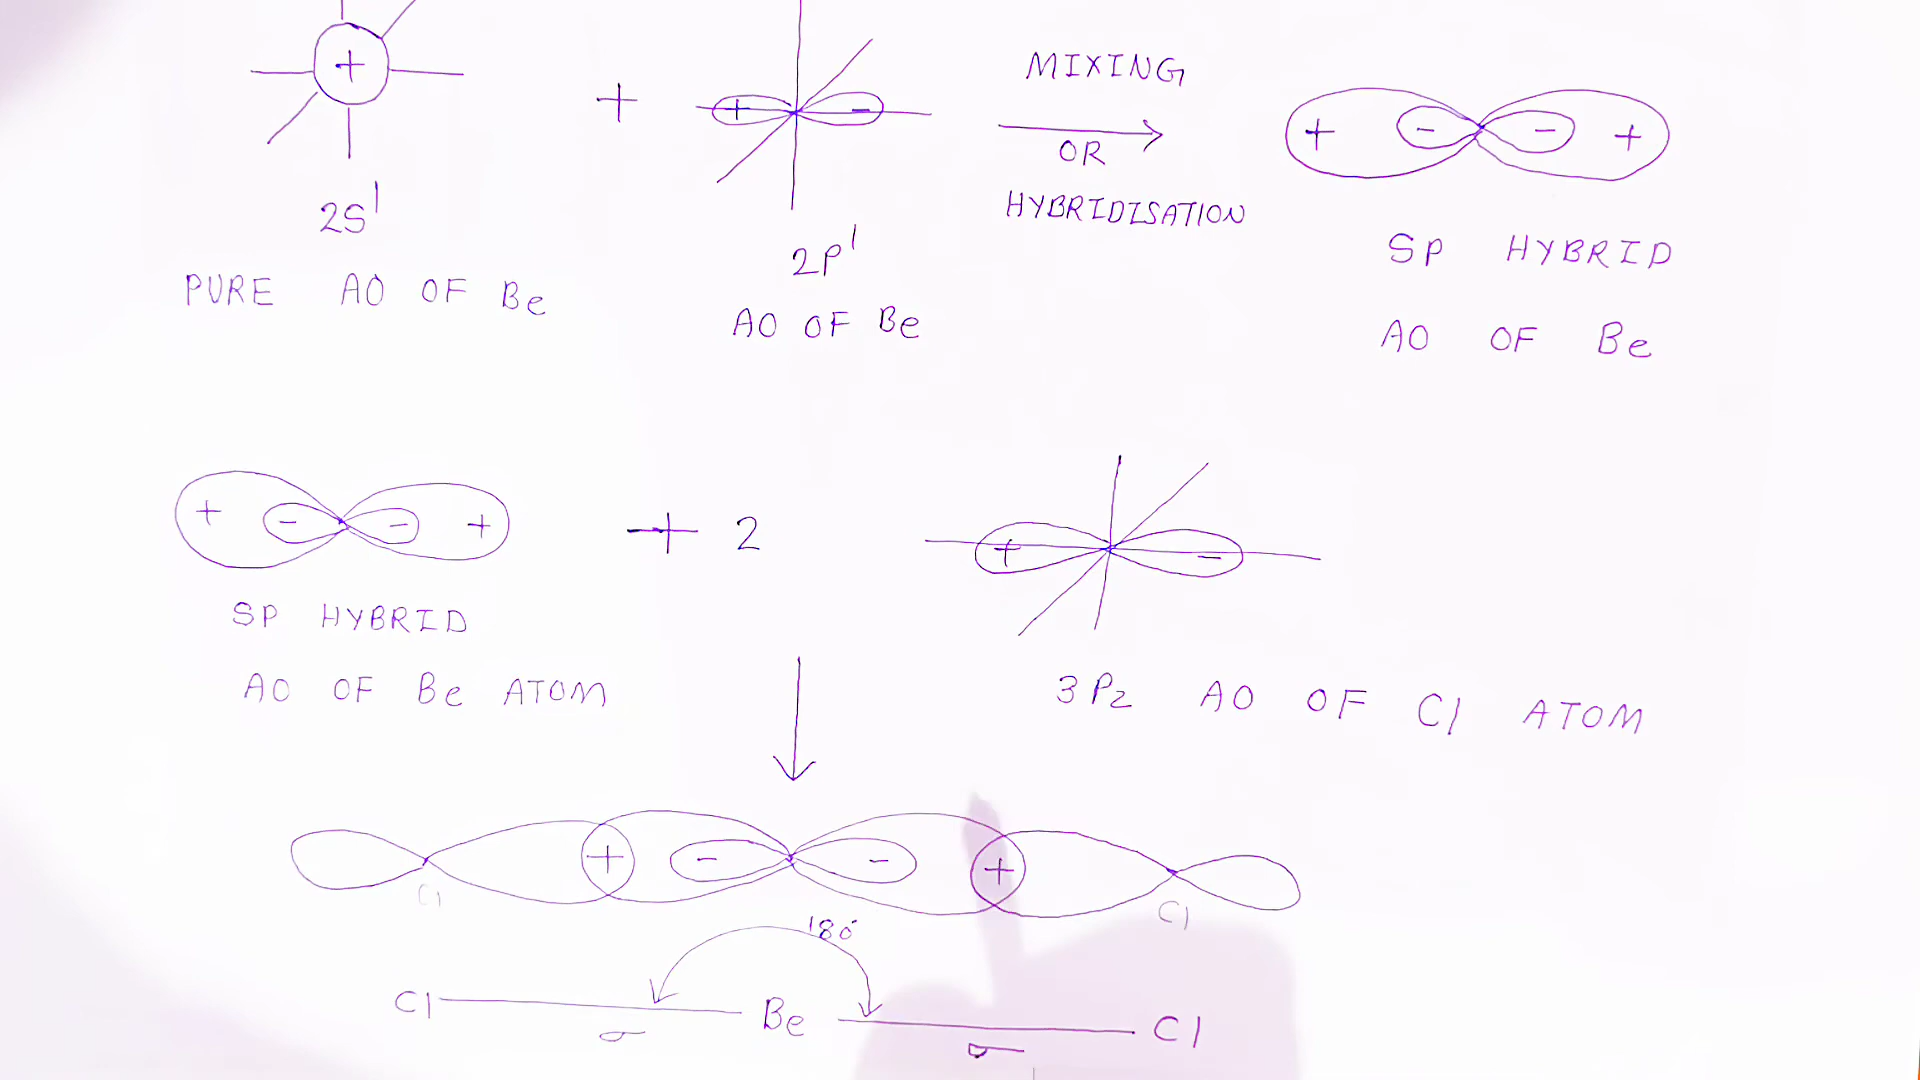 +
+
+ -
MIXING
OR
HYBRIDISATION
+ - - +
2S¹
PURE AO OF Be
2P¹
AO OF Be
SP HYBRID
AO OF Be
+ - - +
+ 2
+ -
SP HYBRID
AO OF Be ATOM
3Pz AO OF Cl ATOM
+ - - +
Cl Cl
180°
Cl Be Cl
σ σ